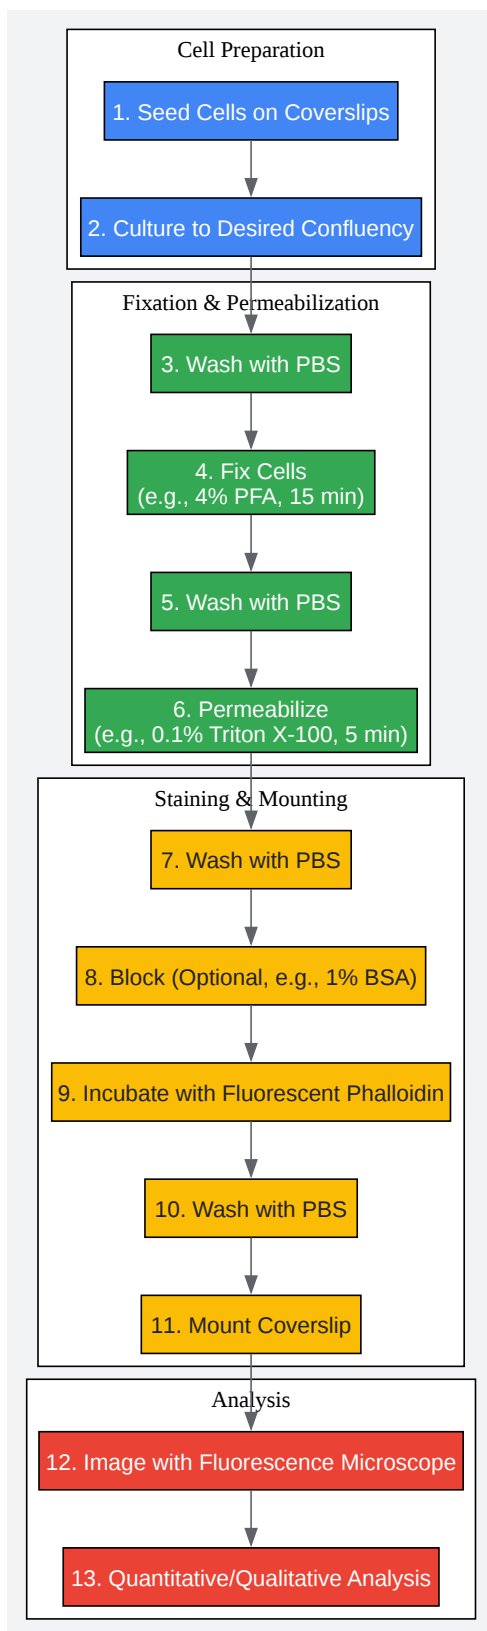 Cell Preparation
1. Seed Cells on Coverslips
2. Culture to Desired Confluency
Fixation & Permeabilization
3. Wash with PBS
4. Fix Cells
(e.g., 4% PFA, 15 min)
5. Wash with PBS
6. Permeabilize
(e.g., 0.1% Triton X-100, 5 min)
Staining & Mounting
7. Wash with PBS
8. Block (Optional, e.g., 1% BSA)
9. Incubate with Fluorescent Phalloidin
10. Wash with PBS
11. Mount Coverslip
Analysis
12. Image with Fluorescence Microscope
13. Quantitative/Qualitative Analysis